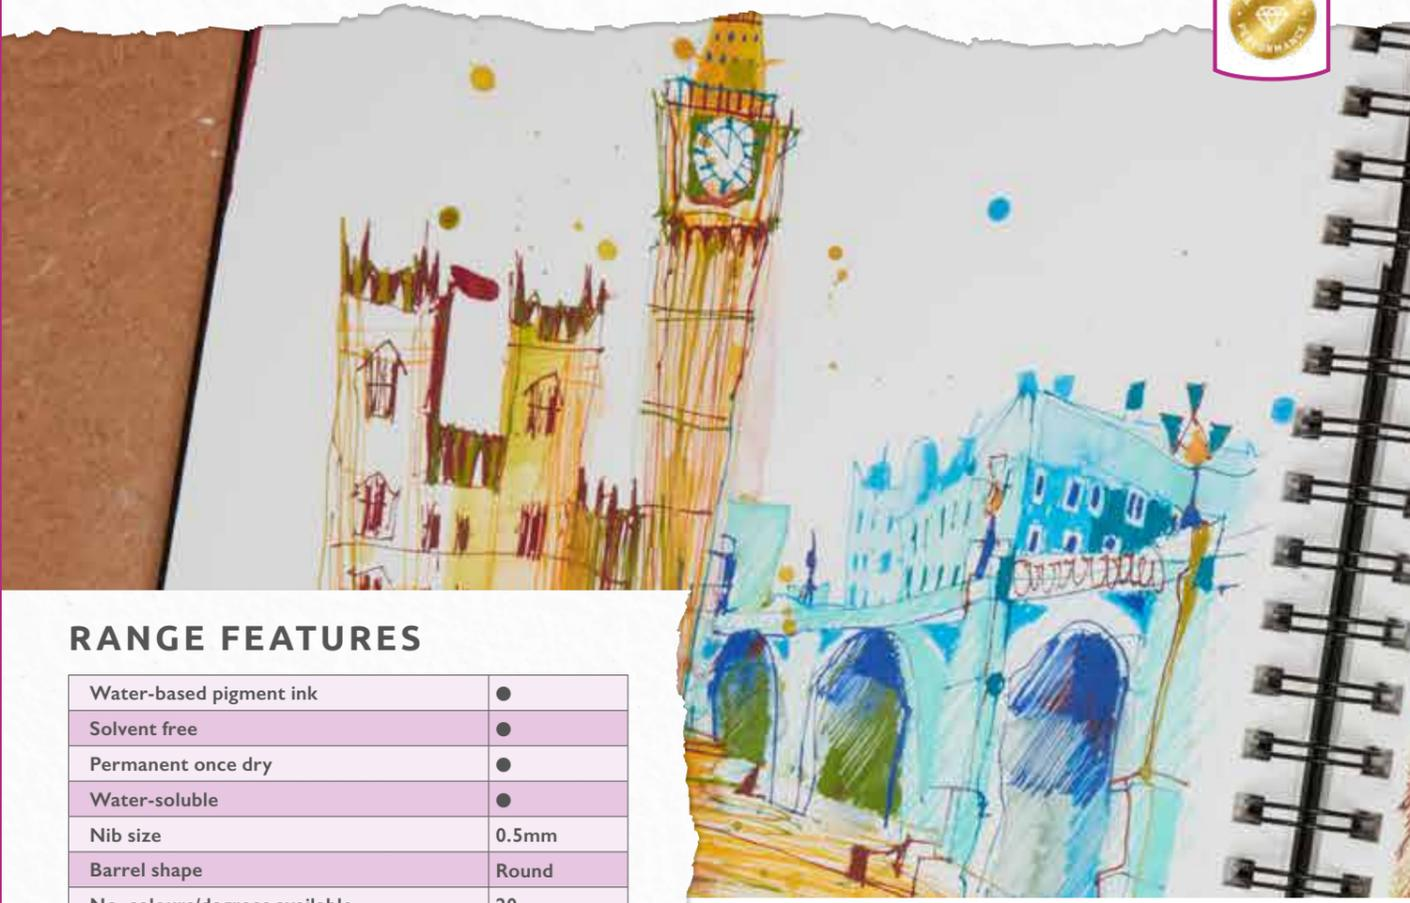 PERFORMANCE
RANGE FEATURES
Water-based pigment ink ●
Solvent free ●
Permanent once dry ●
Water-soluble ●
Nib size 0.5mm
Barrel shape Round